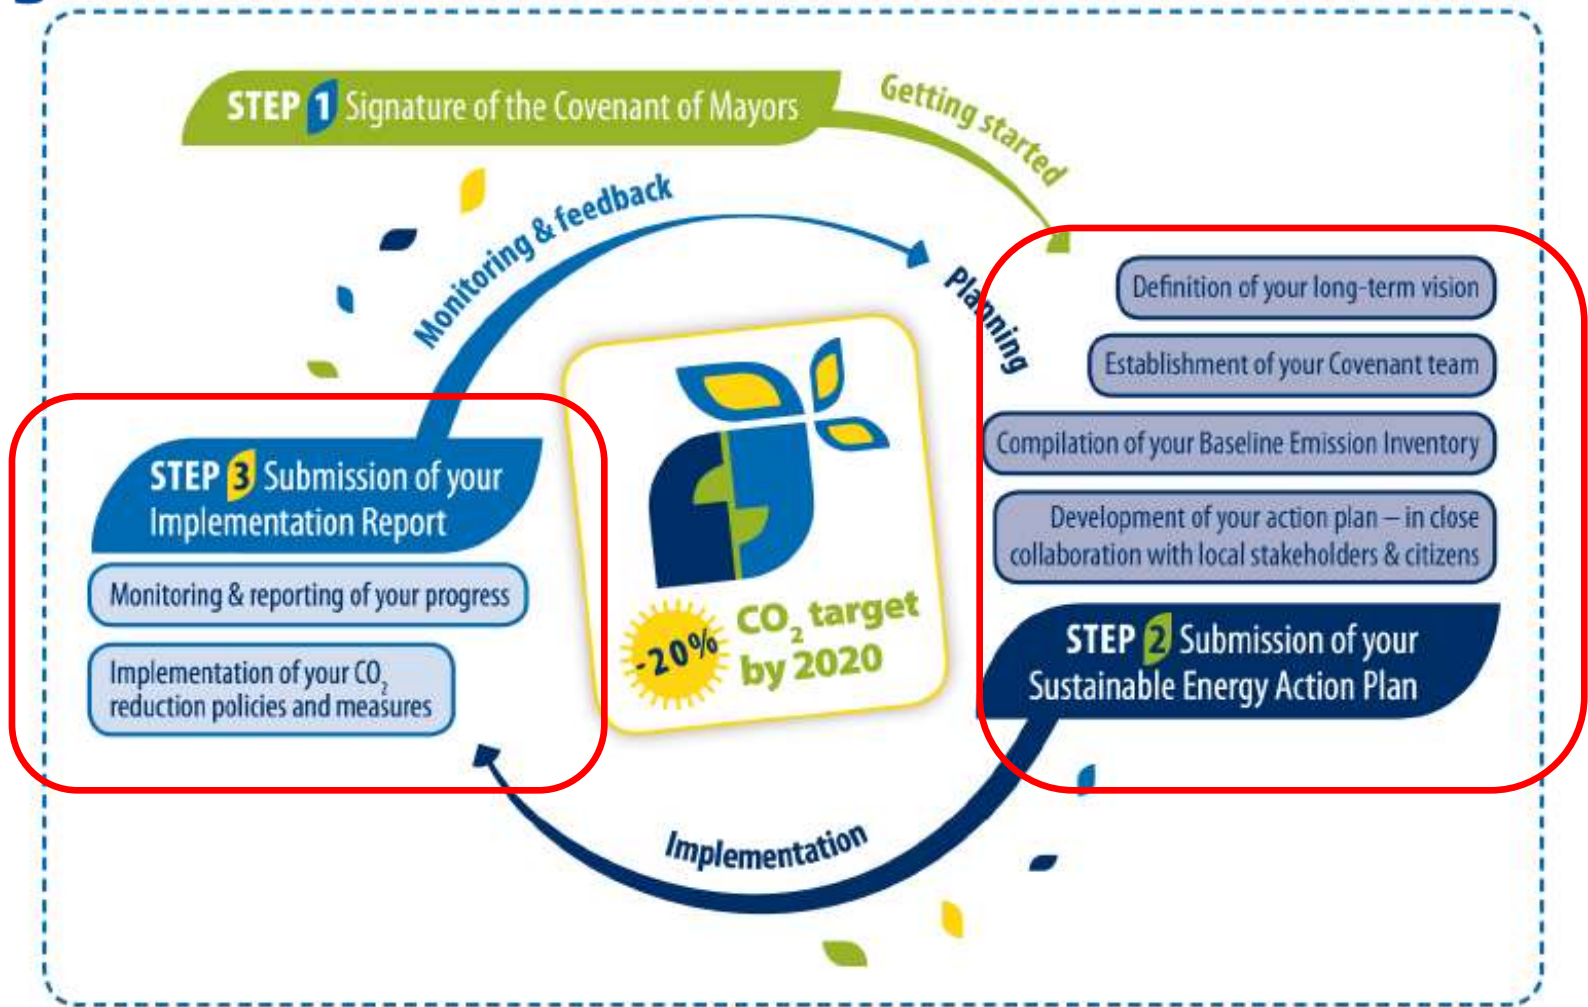 STEP 1 Signature of the Covenant of Mayors
Getting started
Monitoring & feedback
Planning
Definition of your long-term vision
Establishment of your Covenant team
Compilation of your Baseline Emission Inventory
Development of your action plan – in close
collaboration with local stakeholders & citizens
STEP 2 Submission of your
Sustainable Energy Action Plan
STEP 3 Submission of your
Implementation Report
Monitoring & reporting of your progress
Implementation of your CO₂
reduction policies and measures
-20%
CO₂ target
by 2020
Implementation